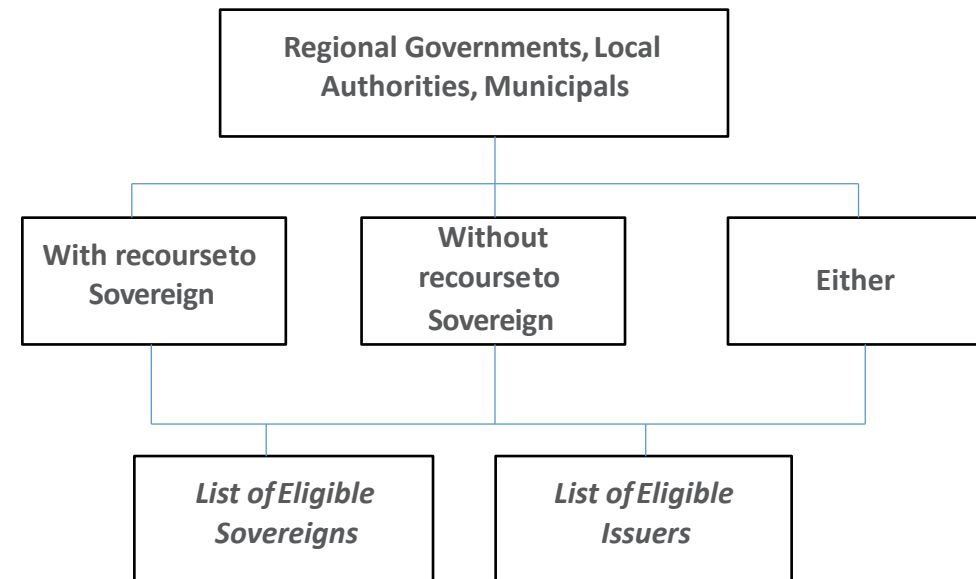 Regional Governments, Local
Authorities, Municipals
With recourseto
Sovereign
Without
recourseto
Sovereign
Either
List of Eligible
Sovereigns
List of Eligible
Issuers